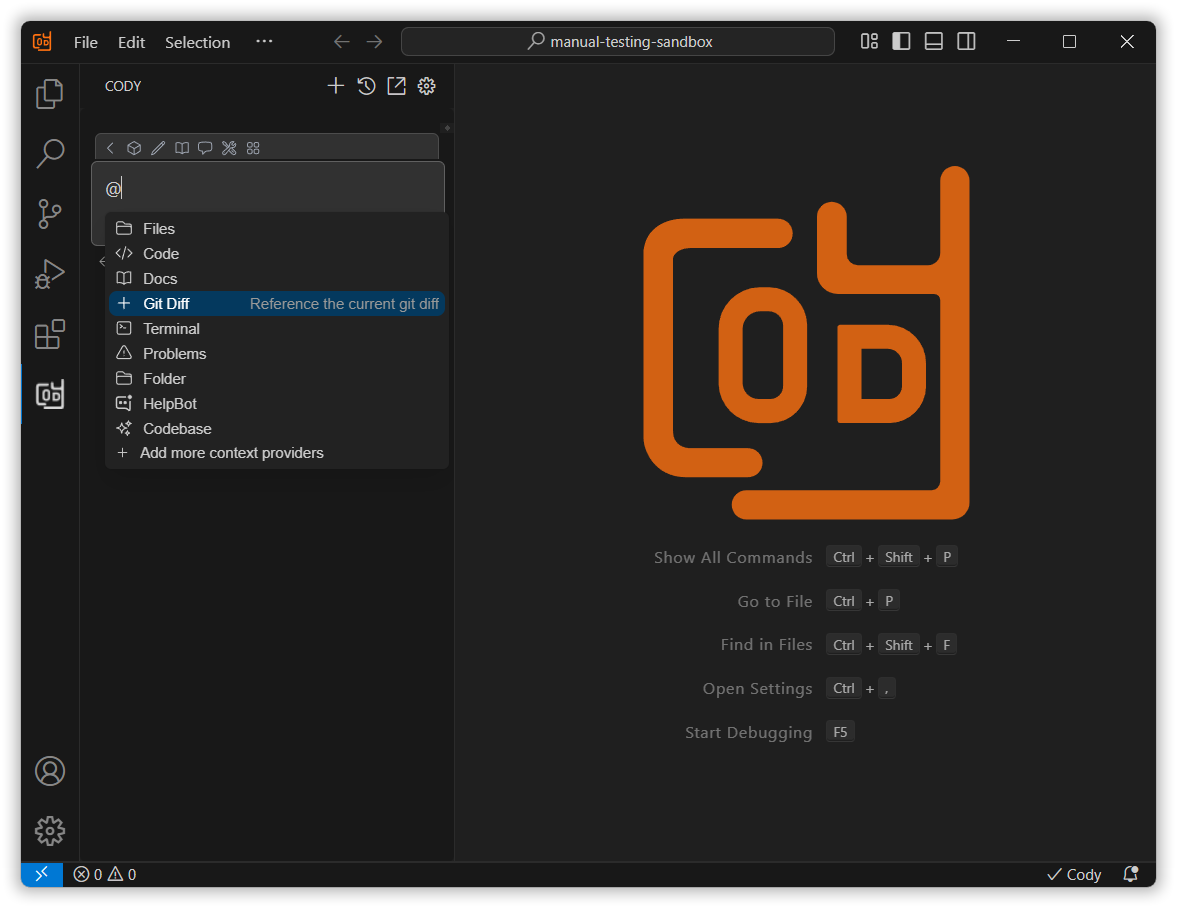 File Edit Selection ··· manual-testing-sandbox
CODY
@
Files
Code
Docs
Git Diff Reference the current git diff
Terminal
Problems
Folder
HelpBot
Codebase
Add more context providers
COD
Show All Commands Ctrl + Shift + P
Go to File Ctrl + P
Find in Files Ctrl + Shift + F
Open Settings Ctrl + ,
Start Debugging F5
0 0 Cody